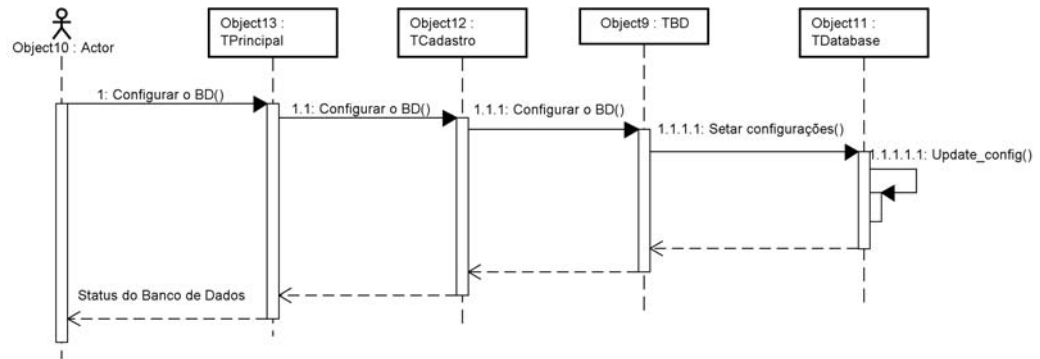 Object10 : Actor
Object13 :
TPrincipal
Object12 :
TCadastro
Object9 : TBD
Object11 :
TDatabase
1: Configurar o BD()
1.1: Configurar o BD()
1.1.1: Configurar o BD()
1.1.1.1: Setar configurações()
1.1.1.1.1: Update_config()
Status do Banco de Dados